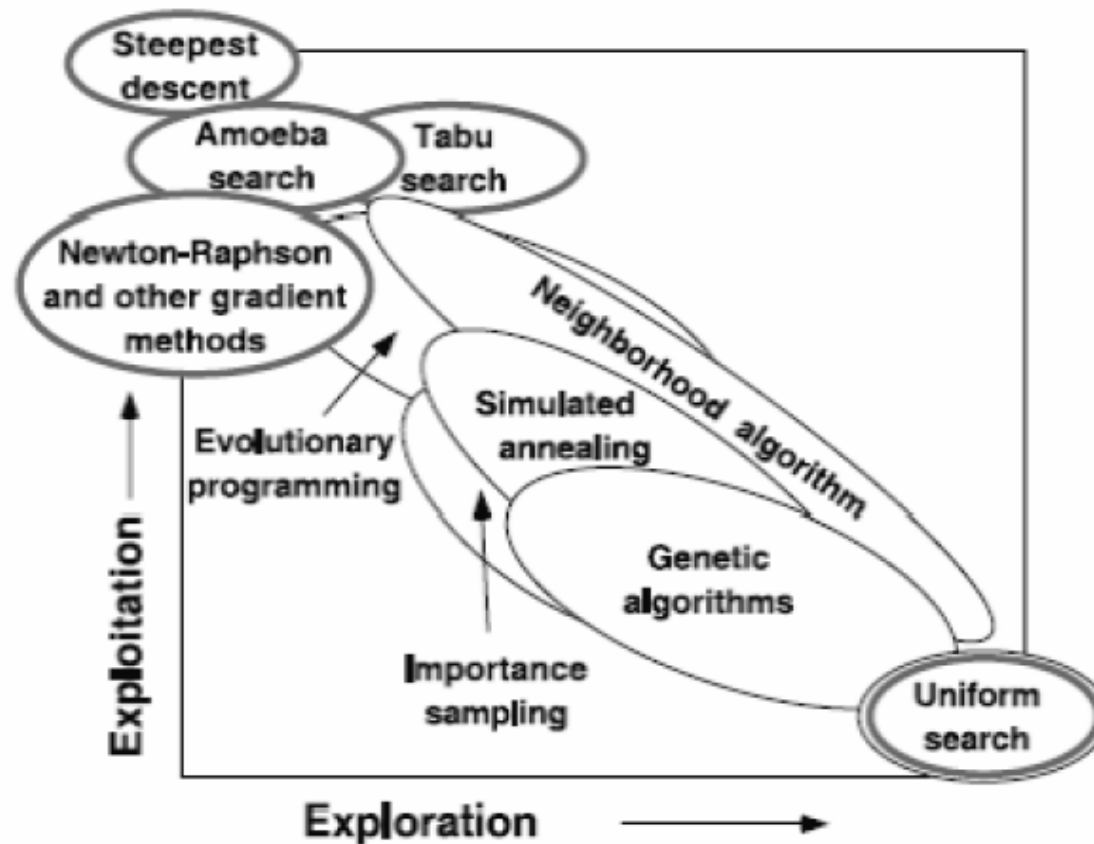 Steepest
descent
Amoeba
search
Tabu
search
Newton-Raphson
and other gradient
methods
Neighborhood algorithm
Simulated
annealing
Evolutionary
programming
Genetic
algorithms
Importance
sampling
Uniform
search
Exploitation
Exploration